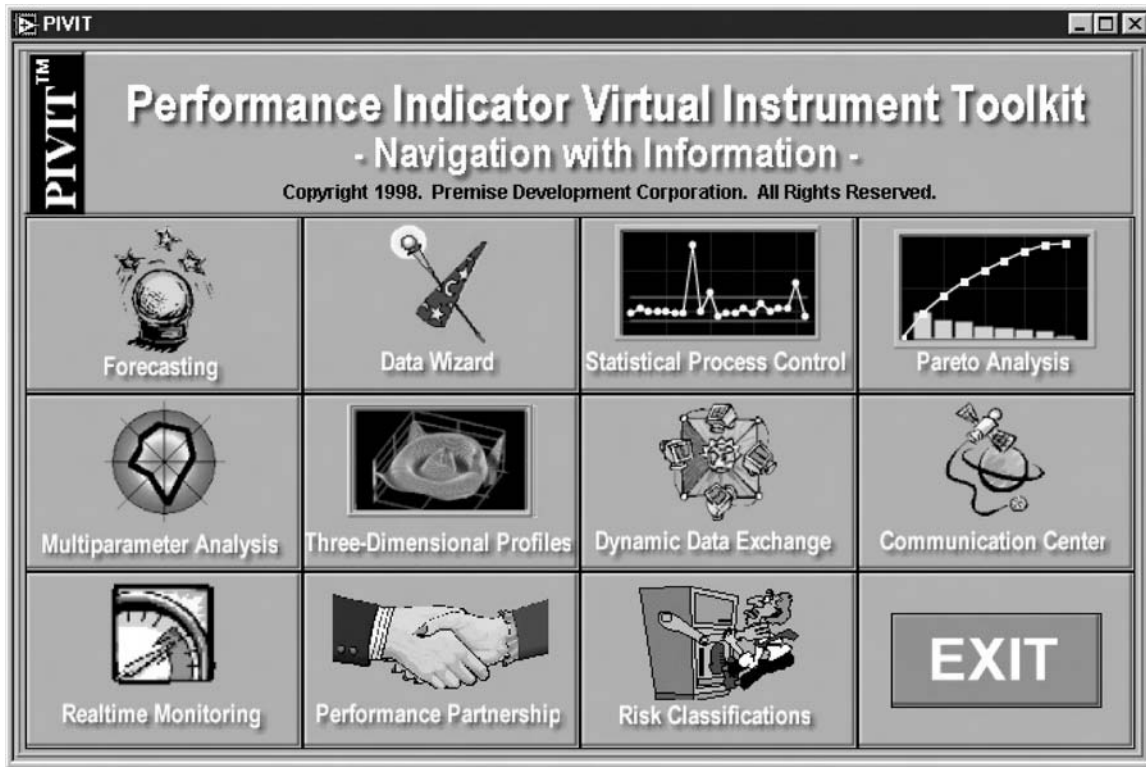 PIVIT
PIVIT™
Performance Indicator Virtual Instrument Toolkit
- Navigation with Information -
Copyright 1998. Premise Development Corporation. All Rights Reserved.
Forecasting
Data Wizard
Statistical Process Control
Pareto Analysis
Multiparameter Analysis
Three-Dimensional Profiles
Dynamic Data Exchange
Communication Center
Realtime Monitoring
Performance Partnership
Risk Classifications
EXIT